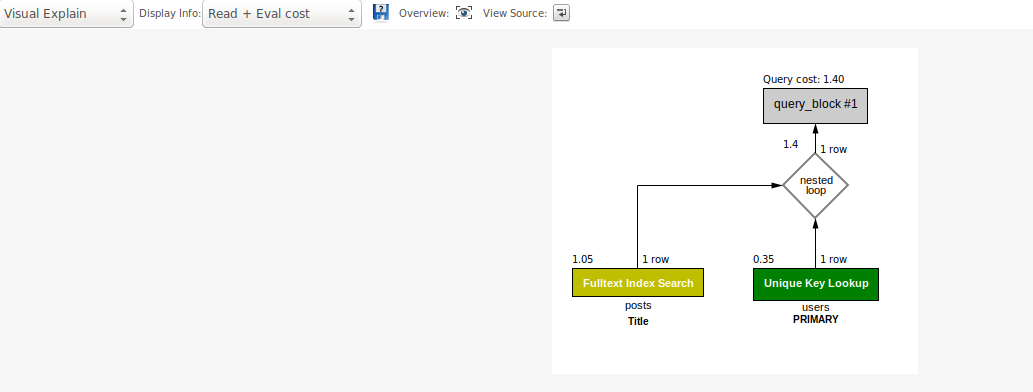 Visual Explain
Display Info:
Read + Eval cost
Overview:
View Source:
Query cost: 1.40
query_block #1
1.4
1 row
nested
loop
1.05
1 row
0.35
1 row
Fulltext Index Search
Unique Key Lookup
posts
users
Title
PRIMARY